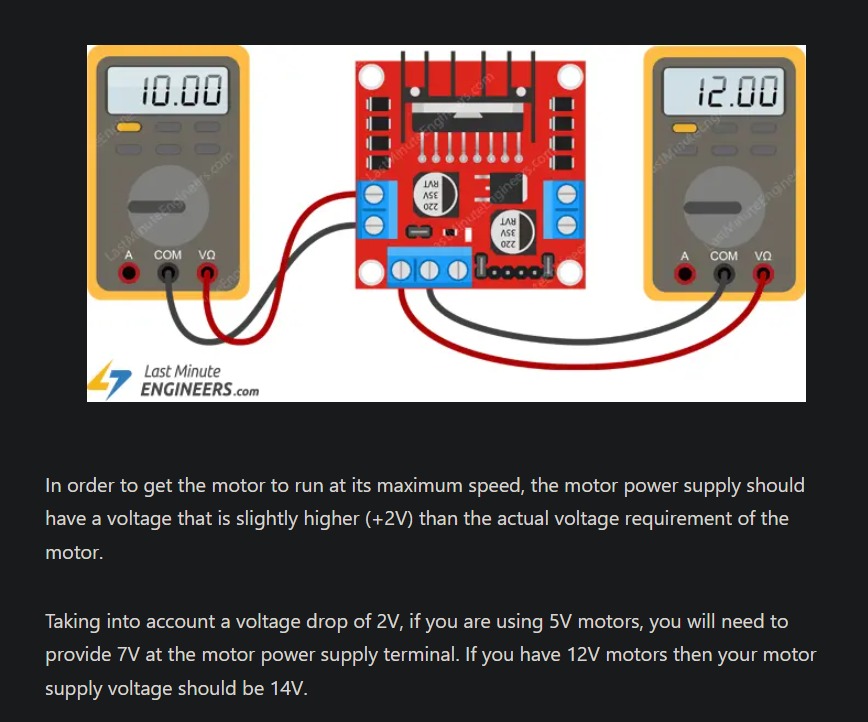 10.00
12.00
LastMinuteEngineers.com
220
35V
RVT
220
35V
RVT
A COM VΩ
A COM VΩ
Last Minute
ENGINEERS.com
In order to get the motor to run at its maximum speed, the motor power supply should
have a voltage that is slightly higher (+2V) than the actual voltage requirement of the
motor.
Taking into account a voltage drop of 2V, if you are using 5V motors, you will need to
provide 7V at the motor power supply terminal. If you have 12V motors then your motor
supply voltage should be 14V.